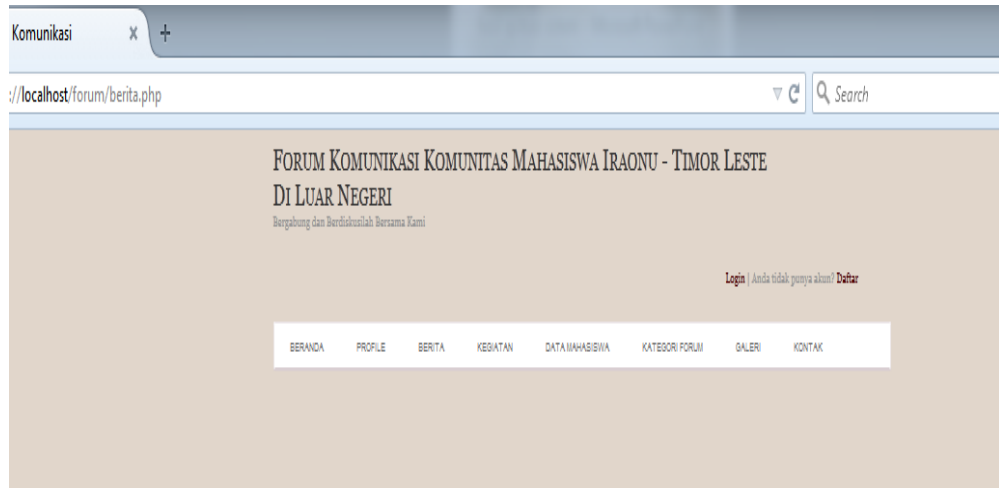 Komunikasi
://localhost/forum/berita.php
Search
Forum Komunikasi Komunitas Mahasiswa Iraonu - Timor Leste
Di Luar Negeri
Bergabung dan Berdiskusilah Bersama Kami
Login | Anda tidak punya akun? Daftar
BERANDA PROFILE BERITA KEGIATAN DATA MAHASISWA KATEGORI FORUM GALERI KONTAK